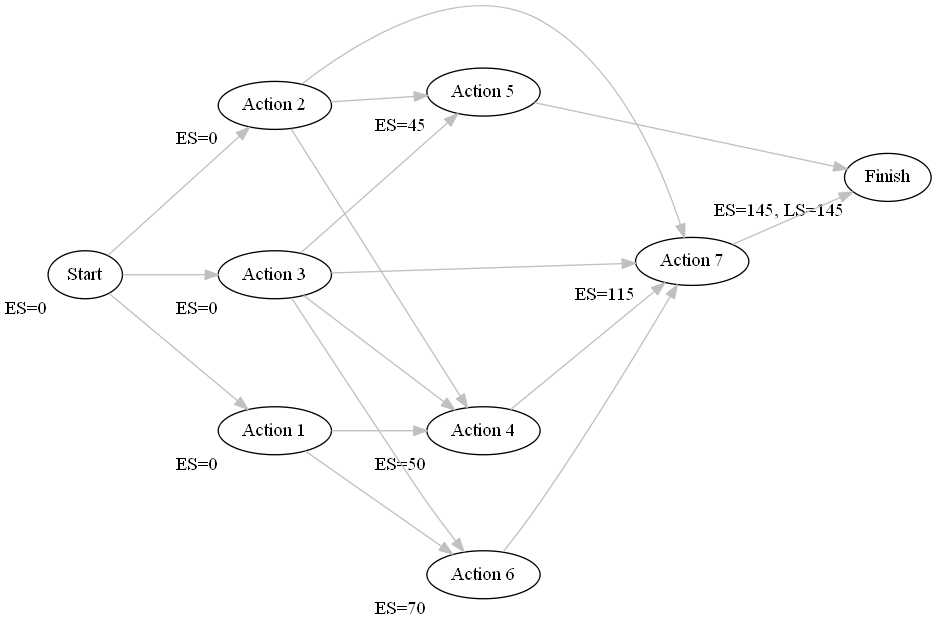 Action 5
Action 2
ES=45
ES=0
Finish
ES=145, LS=145
Action 7
Start
Action 3
ES=115
ES=0
ES=0
Action 1
Action 4
ES=0
ES=50
Action 6
ES=70